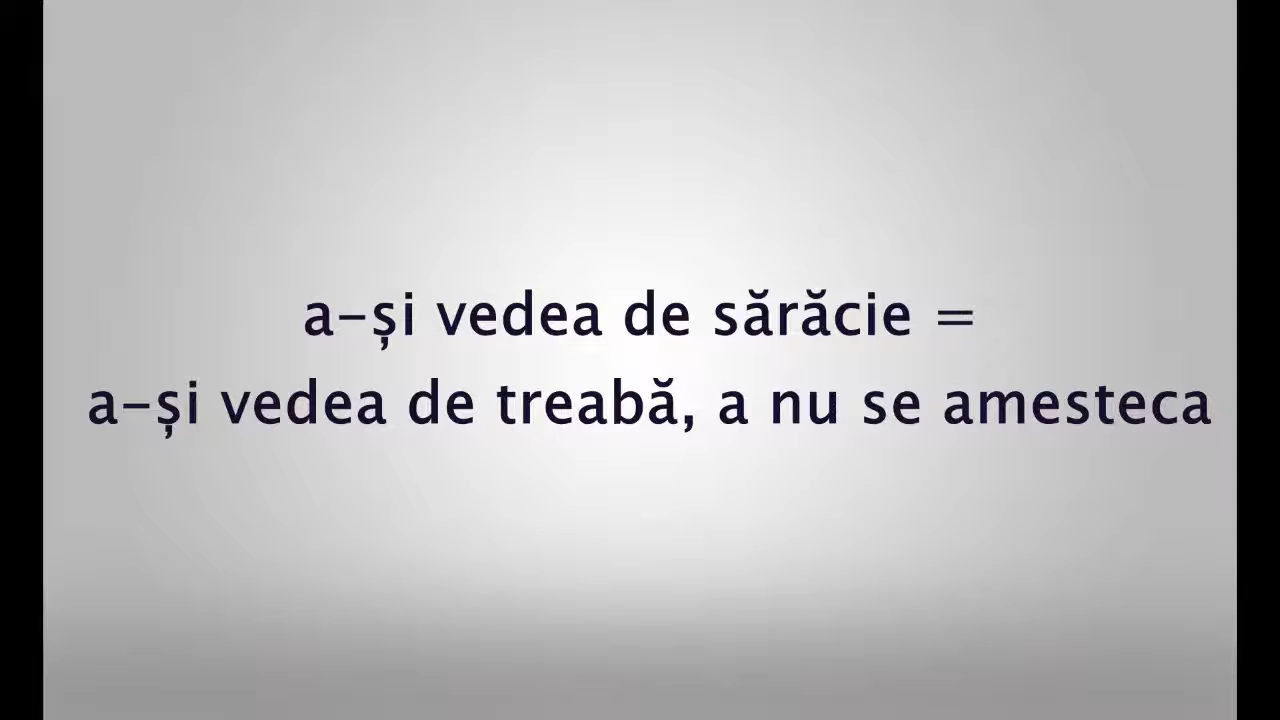 a-și vedea de sărăcie =
a-și vedea de treabă, a nu se amesteca